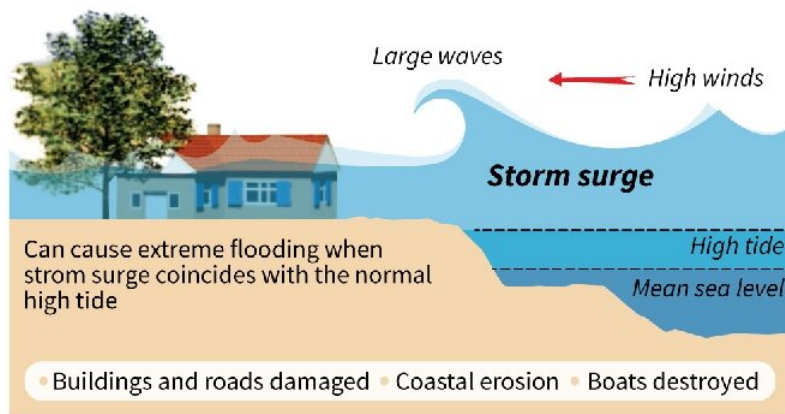 Large waves
High winds
Storm surge
High tide
Can cause extreme flooding when
strom surge coincides with the normal
high tide
Mean sea level
• Buildings and roads damaged • Coastal erosion • Boats destroyed